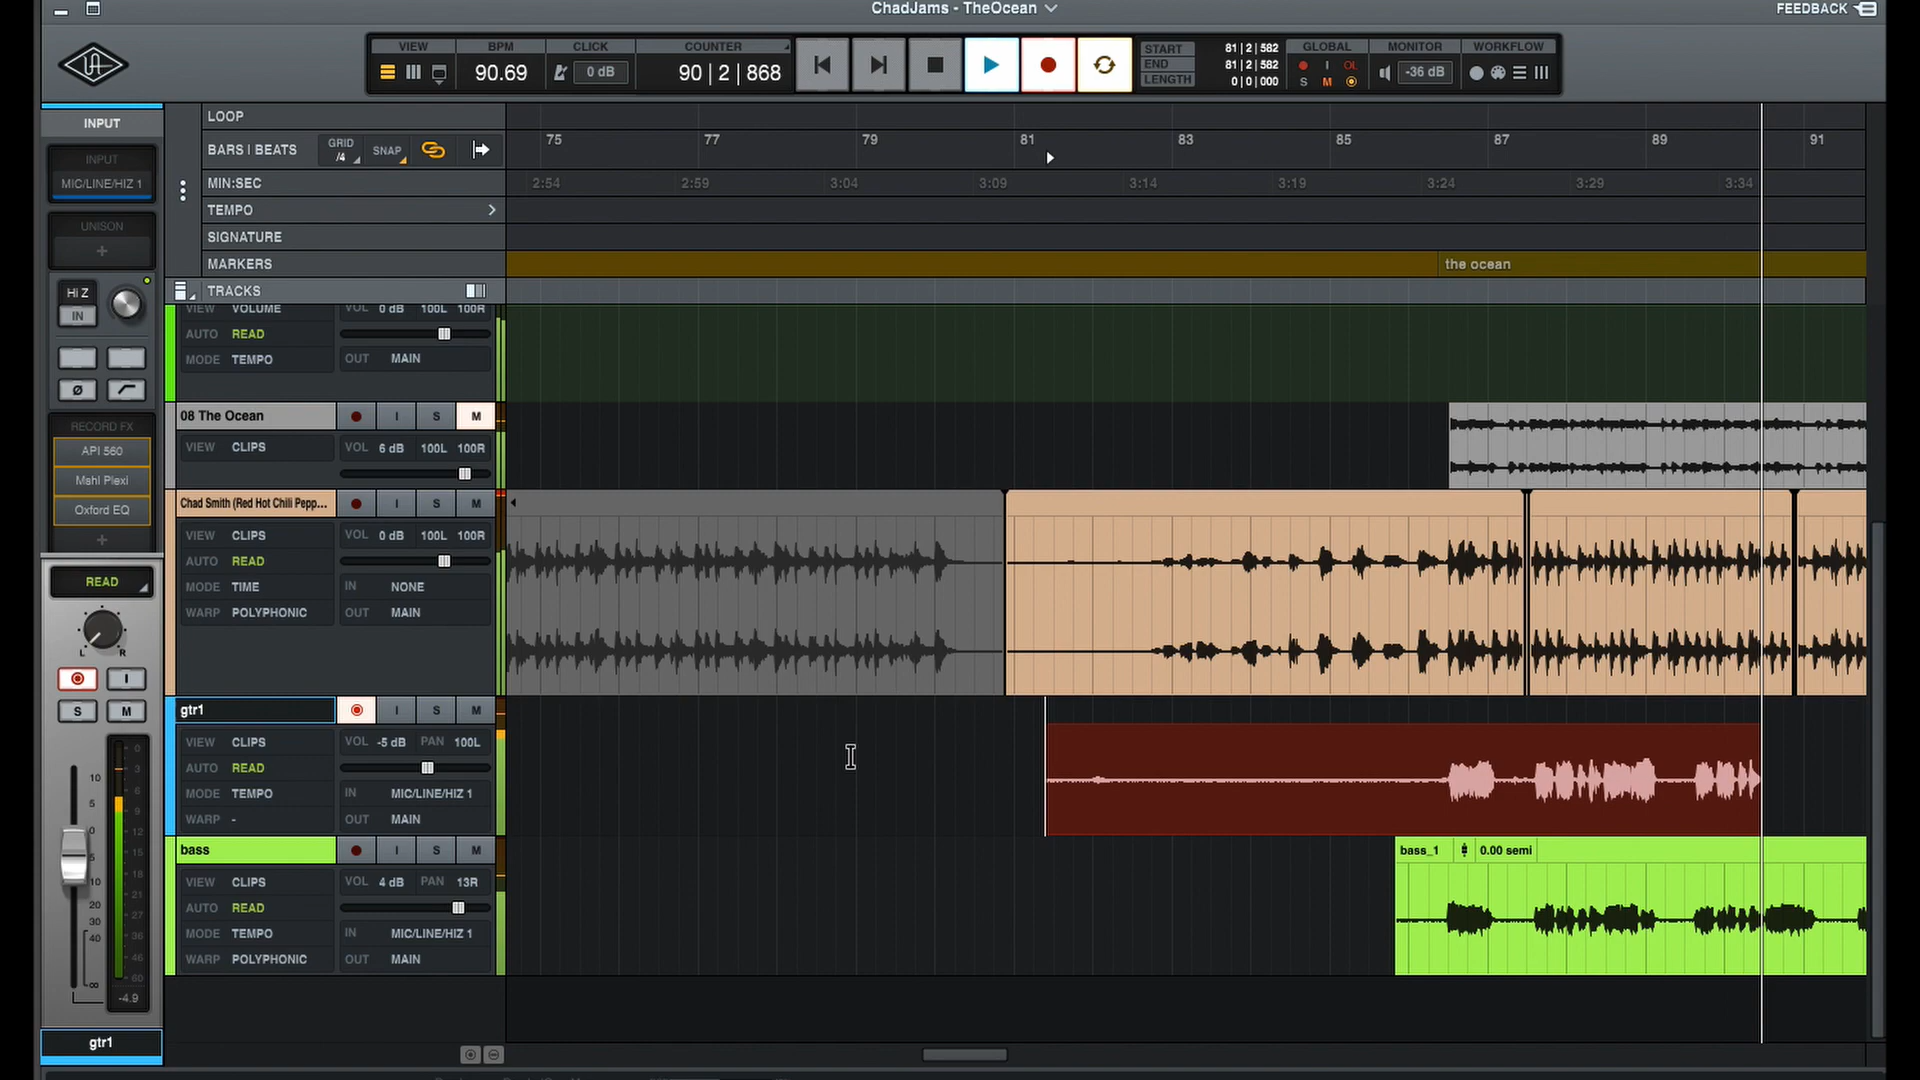 ChadJams - TheOcean
FEEDBACK
VIEW BPM CLICK COUNTER
90.69 0 dB 90 | 2 | 868
START 81 | 2 | 582
END 81 | 2 | 582
LENGTH 0 | 0 | 000
GLOBAL MONITOR WORKFLOW
I OL -36 dB
S M
INPUT
INPUT
MIC/LINE/HIZ 1
UNISON
+
Hi Z
IN
Ø
RECORD FX
API 560
Mshl Plexi
Oxford EQ
+
READ
L R
I
S M
10
5
0
5
10
20
30
40
∞
0
3
6
9
12
15
18
21
27
36
46
60
-4.9
gtr1
LOOP
BARS | BEATS GRID /4 SNAP
75 77 79 81 83 85 87 89 91
MIN:SEC 2:54 2:59 3:04 3:09 3:14 3:19 3:24 3:29 3:34
TEMPO
SIGNATURE
MARKERS the ocean
TRACKS
VIEW VOLUME VOL 0 dB 100L 100R
AUTO READ
MODE TEMPO OUT MAIN
08 The Ocean I S M
VIEW CLIPS VOL 6 dB 100L 100R
Chad Smith (Red Hot Chili Pepp... I S M
VIEW CLIPS VOL 0 dB 100L 100R
AUTO READ
MODE TIME IN NONE
WARP POLYPHONIC OUT MAIN
gtr1 I S M
VIEW CLIPS VOL -5 dB PAN 100L
AUTO READ
MODE TEMPO IN MIC/LINE/HIZ 1
WARP - OUT MAIN
bass I S M
bass_1 0.00 semi
VIEW CLIPS VOL 4 dB PAN 13R
AUTO READ
MODE TEMPO IN MIC/LINE/HIZ 1
WARP POLYPHONIC OUT MAIN